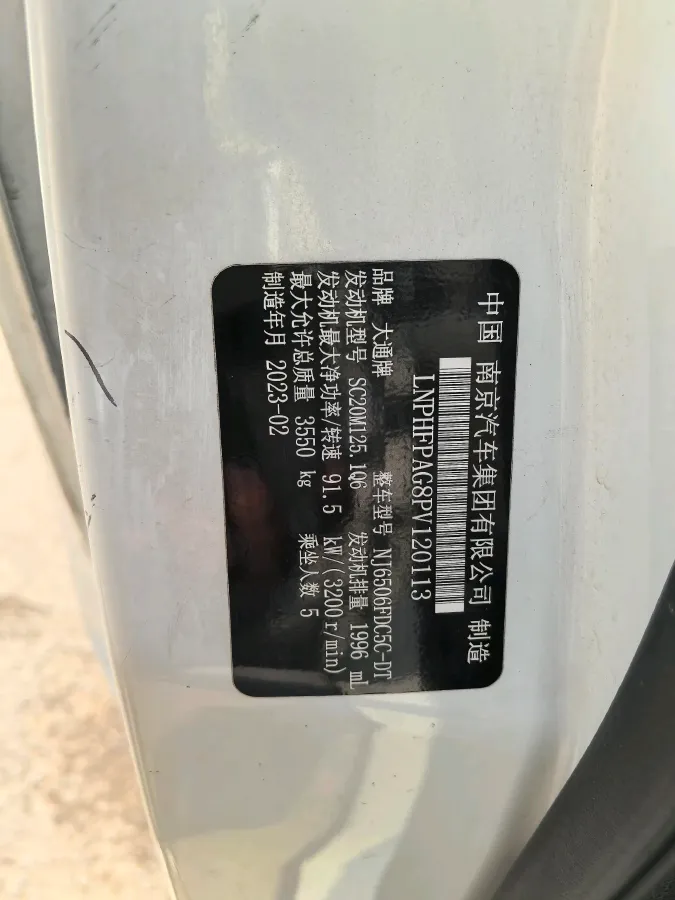 中国 南京汽车集团有限公司 制造
LNPHFPAG8PV120113
品牌 大通牌 整车型号 NJ6506FDC5C-DT
发动机型号 SC20M125.1Q6 发动机排量 1996 mL
发动机最大净功率/转速 91.5 kW/(3200r/min)
最大允许总质量 3550 kg 乘坐人数 5
制造年月 2023-02